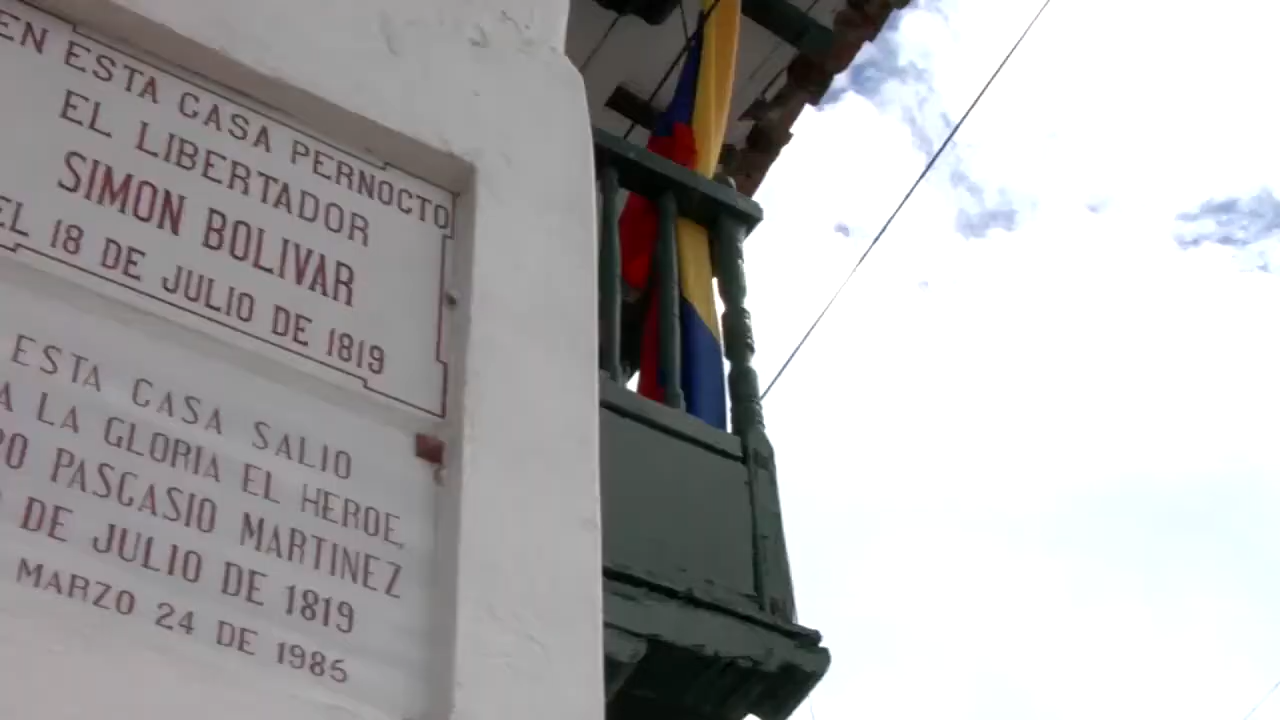 EN ESTA CASA PERNOCTO
EL LIBERTADOR
SIMON BOLIVAR
EL 18 DE JULIO DE 1819
ESTA CASA SALIO
A LA GLORIA EL HEROE,
PASCASIO MARTINEZ
DE JULIO DE 1819
MARZO 24 DE 1985